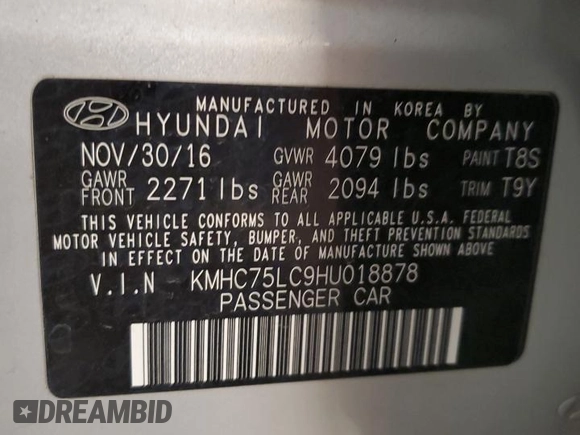 MANUFACTURED IN KOREA BY
HYUNDAI MOTOR COMPANY
NOV/30/16 GVWR 4079 lbs PAINT T8S
GAWR FRONT 2271 lbs GAWR REAR 2094 lbs TRIM T9Y
THIS VEHICLE CONFORMS TO ALL APPLICABLE U.S.A. FEDERAL
MOTOR VEHICLE SAFETY, BUMPER, AND THEFT PREVENTION STANDARDS
IN EFFECT ON THE DATE OF MANUFACTURE SHOWN ABOVE.
V.I.N KMHC75LC9HU018878
PASSENGER CAR
DREAMBID